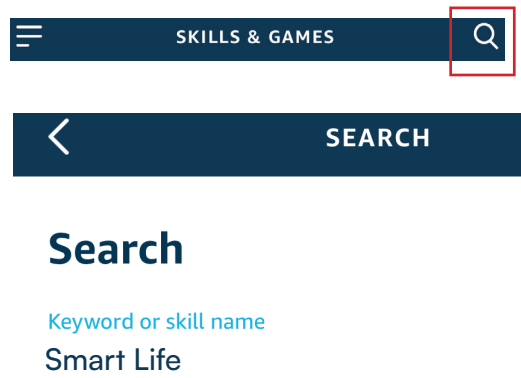 SKILLS & GAMES
SEARCH
Search
Keyword or skill name
Smart Life